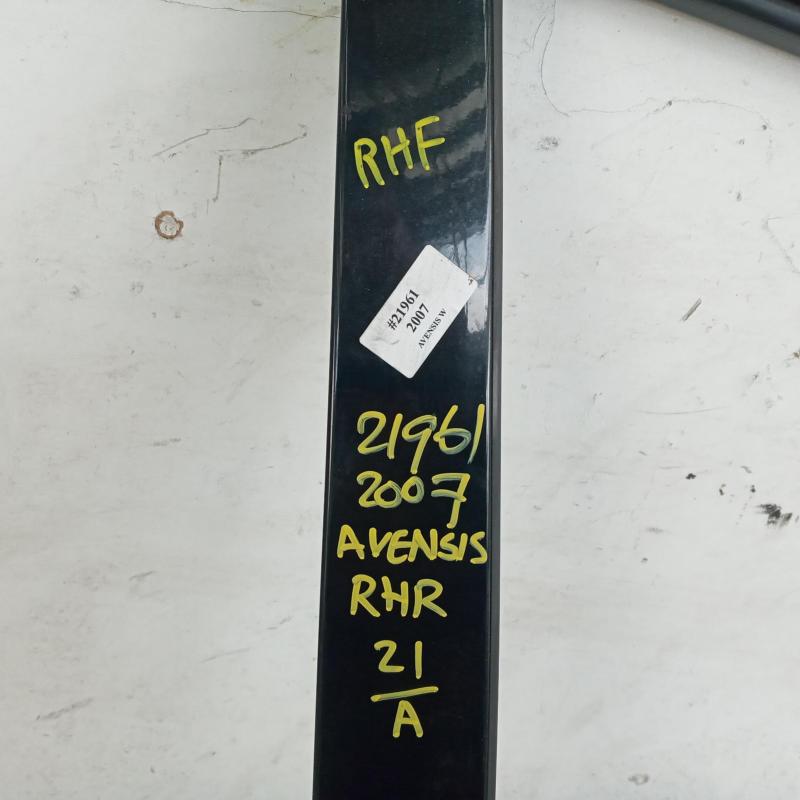 RHF
#21961
2007
AVENSIS W
21961
2007
AVENSIS
RHR
21
A